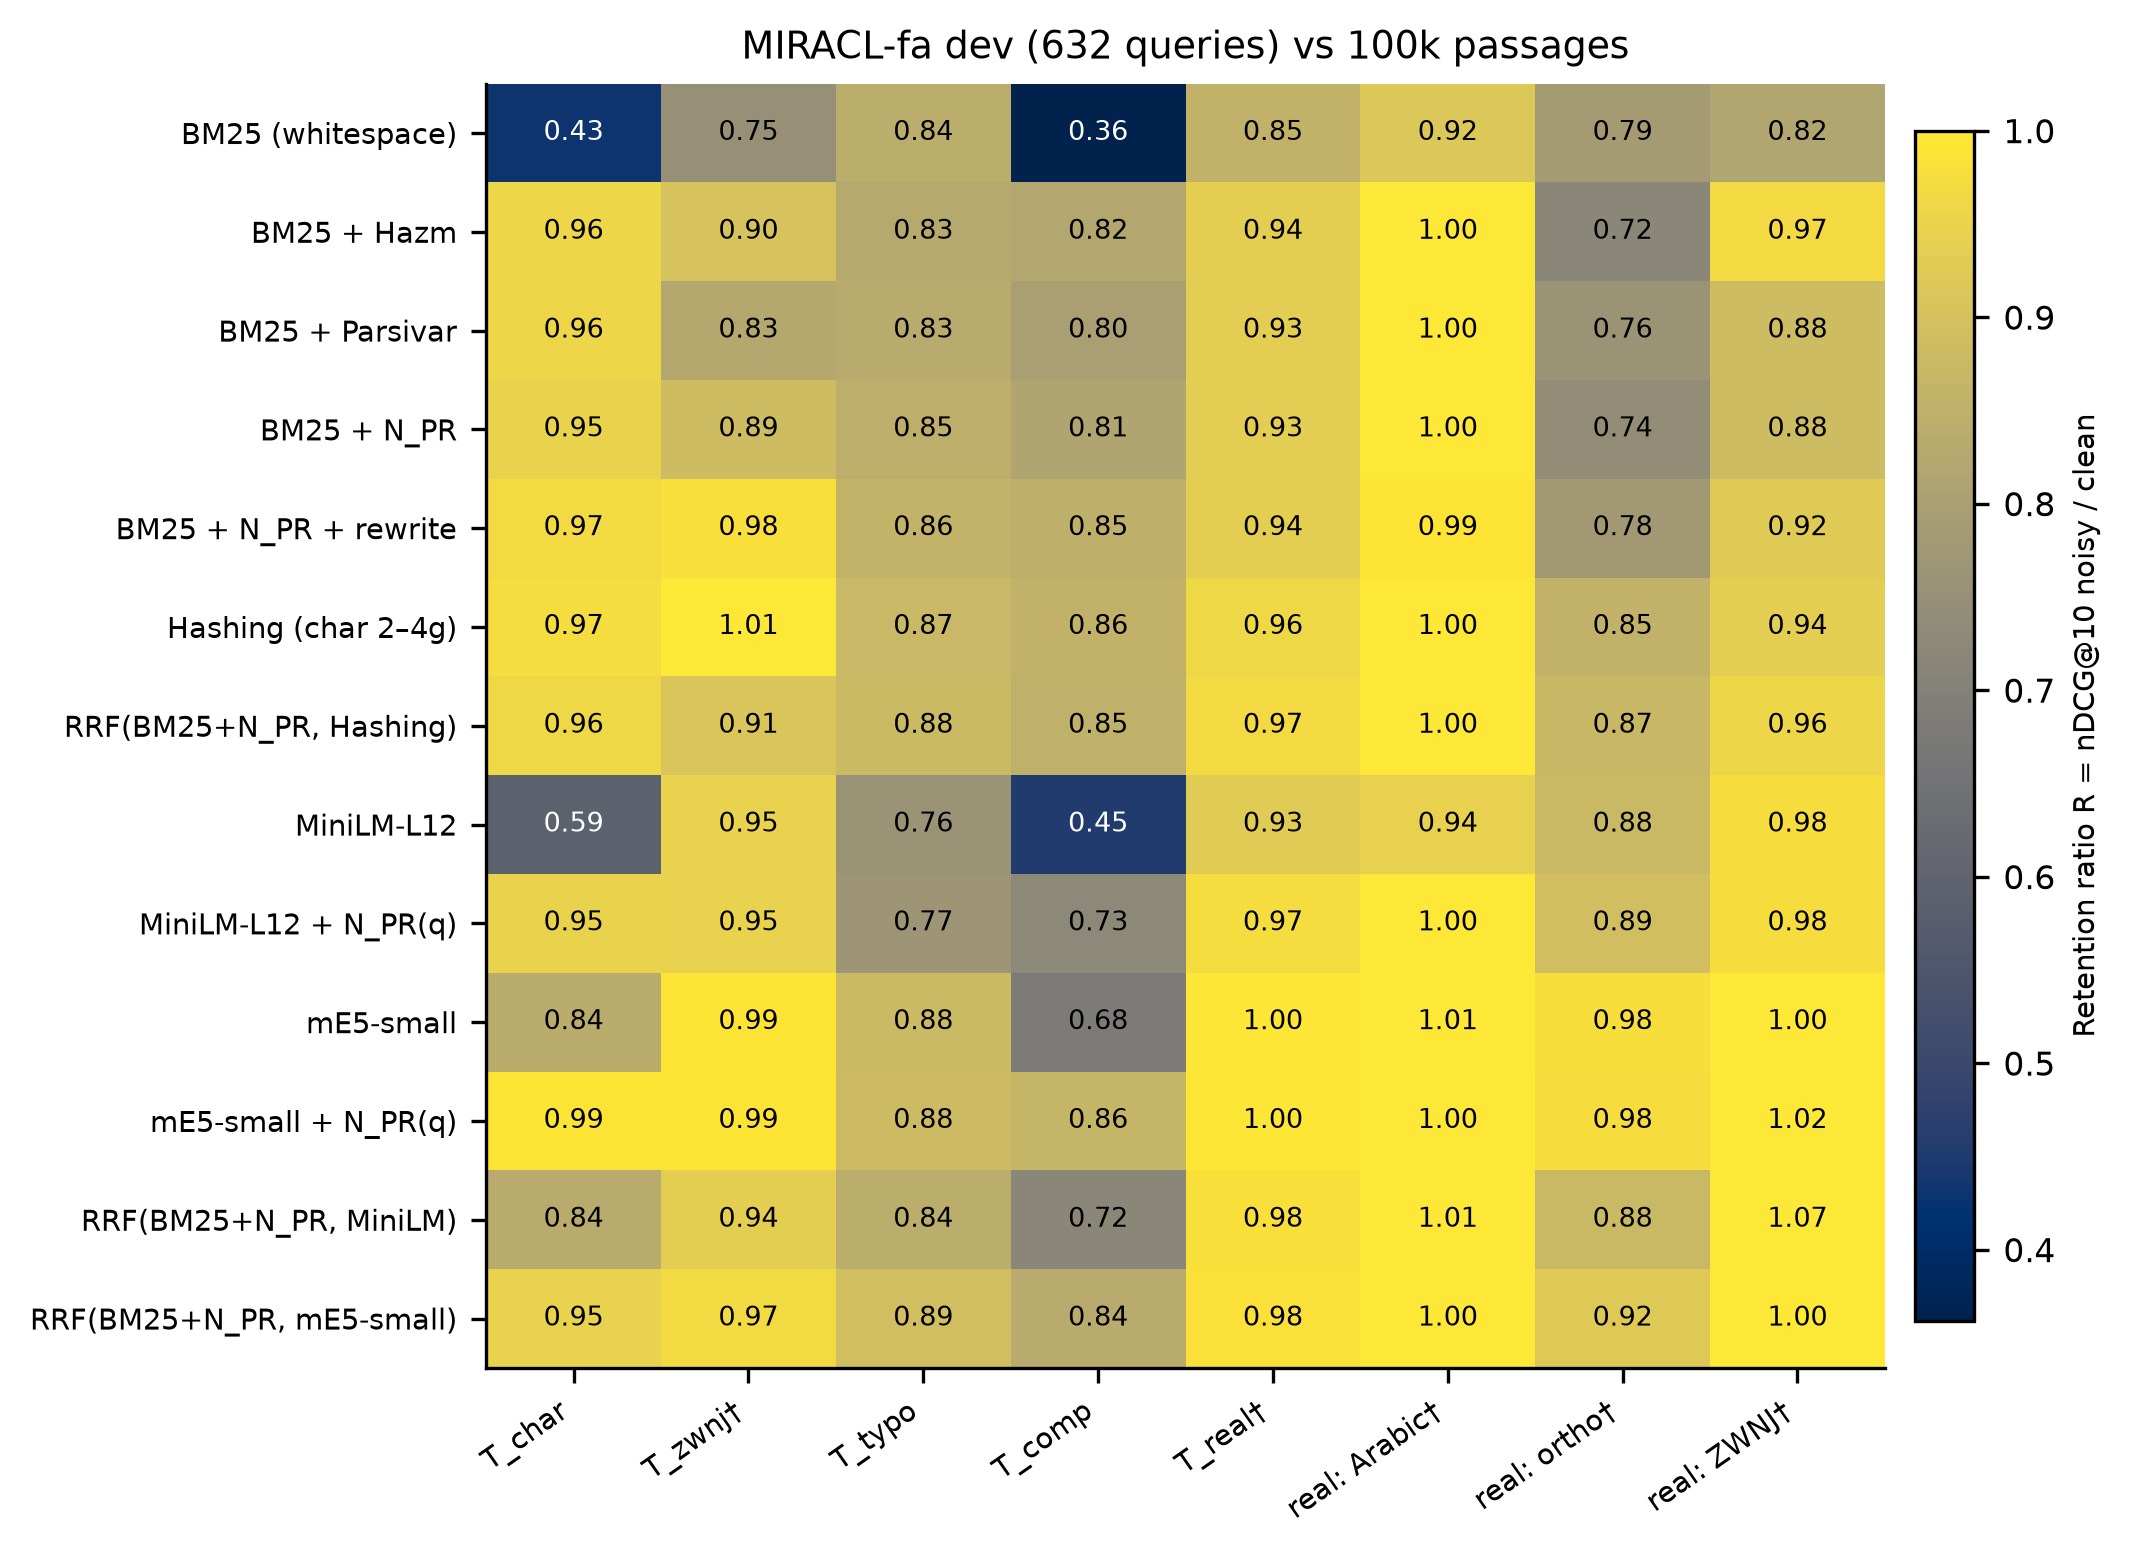 MIRACL-fa dev (632 queries) vs 100k passages
BM25 (whitespace) 0.43 0.75 0.84 0.36 0.85 0.92 0.79 0.82
BM25 + Hazm 0.96 0.90 0.83 0.82 0.94 1.00 0.72 0.97
BM25 + Parsivar 0.96 0.83 0.83 0.80 0.93 1.00 0.76 0.88
BM25 + N_PR 0.95 0.89 0.85 0.81 0.93 1.00 0.74 0.88
BM25 + N_PR + rewrite 0.97 0.98 0.86 0.85 0.94 0.99 0.78 0.92
Hashing (char 2–4g) 0.97 1.01 0.87 0.86 0.96 1.00 0.85 0.94
RRF(BM25+N_PR, Hashing) 0.96 0.91 0.88 0.85 0.97 1.00 0.87 0.96
MiniLM-L12 0.59 0.95 0.76 0.45 0.93 0.94 0.88 0.98
MiniLM-L12 + N_PR(q) 0.95 0.95 0.77 0.73 0.97 1.00 0.89 0.98
mE5-small 0.84 0.99 0.88 0.68 1.00 1.01 0.98 1.00
mE5-small + N_PR(q) 0.99 0.99 0.88 0.86 1.00 1.00 0.98 1.02
RRF(BM25+N_PR, MiniLM) 0.84 0.94 0.84 0.72 0.98 1.01 0.88 1.07
RRF(BM25+N_PR, mE5-small) 0.95 0.97 0.89 0.84 0.98 1.00 0.92 1.00
T_char T_zwnj† T_typo T_comp T_real† real: Arabic† real: ortho† real: ZWNJ†
1.0
0.9
0.8
0.7
0.6
0.5
0.4
Retention ratio R = nDCG@10 noisy / clean